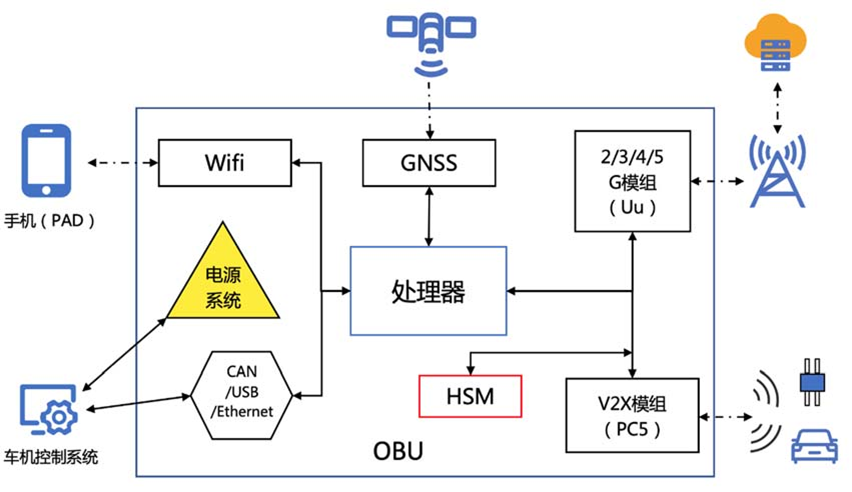 Wifi
GNSS
2/3/4/5
G模组
（Uu）
手机（PAD）
电源
系统
处理器
CAN
/USB
/Ethernet
HSM
V2X模组
（PC5）
车机控制系统
OBU